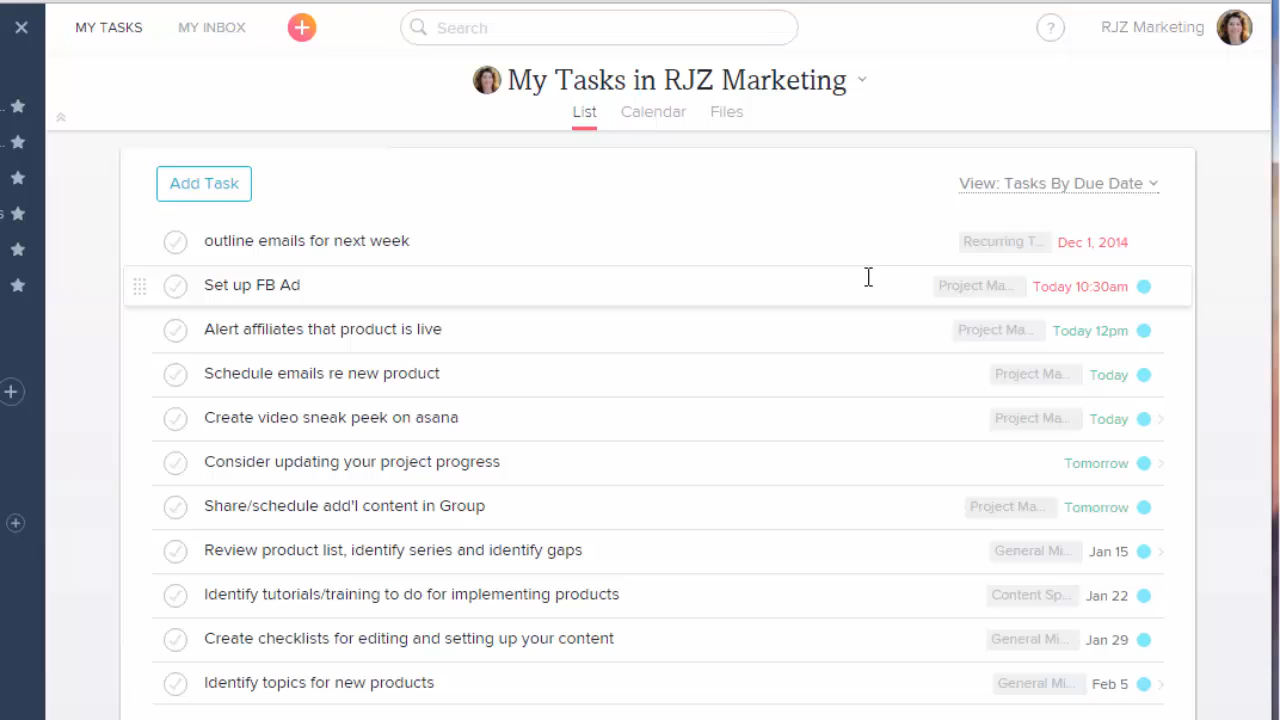 MY TASKS MY INBOX + Search ? RJZ Marketing
My Tasks in RJZ Marketing
List Calendar Files
Add Task View: Tasks By Due Date
outline emails for next week Recurring T... Dec 1, 2014
Set up FB Ad Project Ma... Today 10:30am
Alert affiliates that product is live Project Ma... Today 12pm
Schedule emails re new product Project Ma... Today
Create video sneak peek on asana Project Ma... Today
Consider updating your project progress Tomorrow
Share/schedule add'l content in Group Project Ma... Tomorrow
Review product list, identify series and identify gaps General Mi... Jan 15
Identify tutorials/training to do for implementing products Content Sp... Jan 22
Create checklists for editing and setting up your content General Mi... Jan 29
Identify topics for new products General Mi... Feb 5